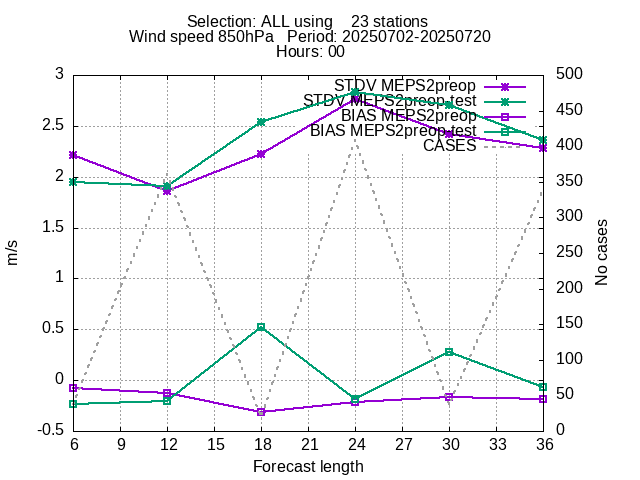 Selection: ALL using    23 stations
Wind speed 850hPa   Period: 20250702-20250720
Hours: 00
STDV MEPS2preop
STDV MEPS2preop_test
BIAS MEPS2preop
BIAS MEPS2preop_test
CASES
3
2.5
2
1.5
1
0.5
0
-0.5
500
450
400
350
300
250
200
150
100
50
0
m/s
No cases
6 9 12 15 18 21 24 27 30 33 36
Forecast length